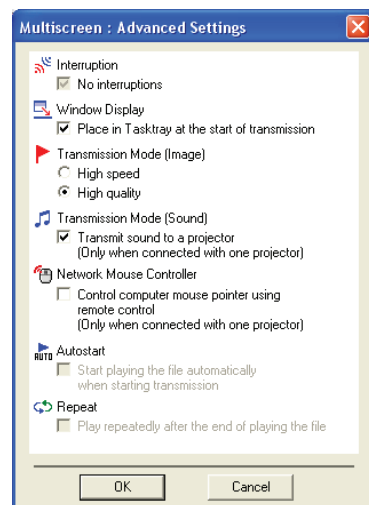 Multiscreen : Advanced Settings
Interruption
No interruptions
Window Display
Place in Tasktray at the start of transmission
Transmission Mode (Image)
High speed
High quality
Transmission Mode (Sound)
Transmit sound to a projector
(Only when connected with one projector)
Network Mouse Controller
Control computer mouse pointer using
remote control
(Only when connected with one projector)
AUTO Autostart
Start playing the file automatically
when starting transmission
Repeat
Play repeatedly after the end of playing the file
OK Cancel